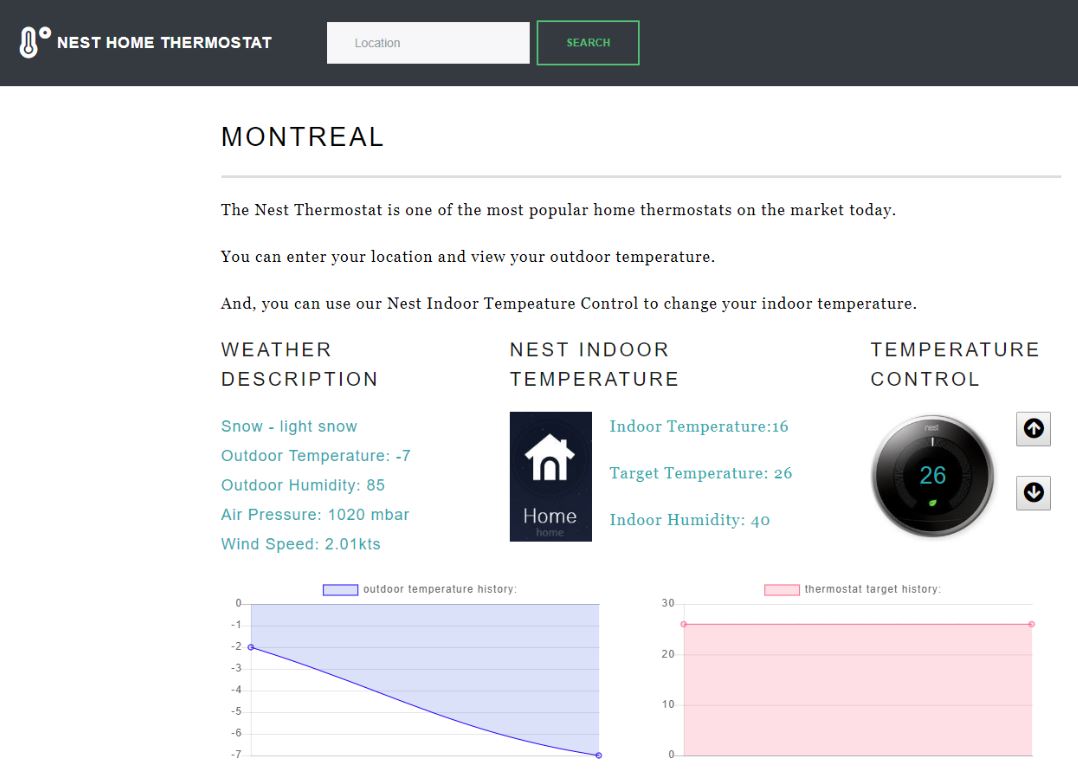 NEST HOME THERMOSTAT
Location
SEARCH
MONTREAL
The Nest Thermostat is one of the most popular home thermostats on the market today.
You can enter your location and view your outdoor temperature.
And, you can use our Nest Indoor Tempeature Control to change your indoor temperature.
WEATHER
DESCRIPTION
Snow - light snow
Outdoor Temperature: -7
Outdoor Humidity: 85
Air Pressure: 1020 mbar
Wind Speed: 2.01kts
NEST INDOOR
TEMPERATURE
Home
home
Indoor Temperature:16
Target Temperature: 26
Indoor Humidity: 40
TEMPERATURE
CONTROL
nest
26
outdoor temperature history:
0
-1
-2
-3
-4
-5
-6
-7
thermostat target history:
30
20
10
0